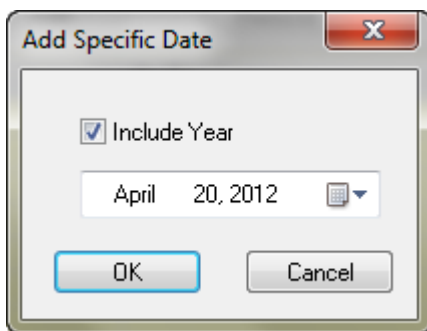 Add Specific Date
Include Year
April 20, 2012
OK Cancel